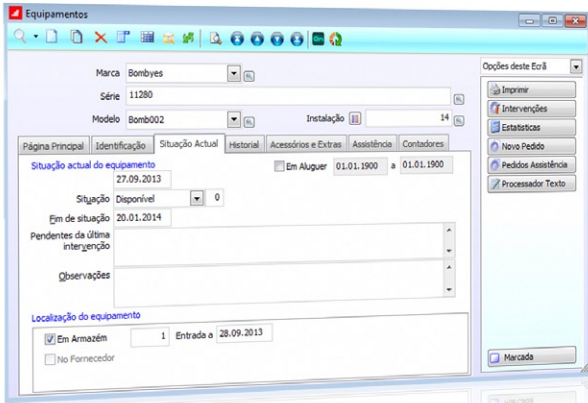 Equipamentos
Opções deste Ecrã
Marca Bombyes
Série 11280
Modelo Bomb002 Instalação 14
Imprimir
Intervenções
Estatisticas
Novo Pedido
Pedidos Assistência
Processador Texto
Página Principal Identificação Situação Actual Historial Acessórios e Extras Assistência Contadores
Situação actual do equipamento Em Aluguer 01.01.1900 a 01.01.1900
27.09.2013
Situação Disponível 0
Fim de situação 20.01.2014
Pendentes da última
intervenção
Observações
Localização do equipamento
Em Armazém 1 Entrada a 28.09.2013
No Fornecedor
Marcada